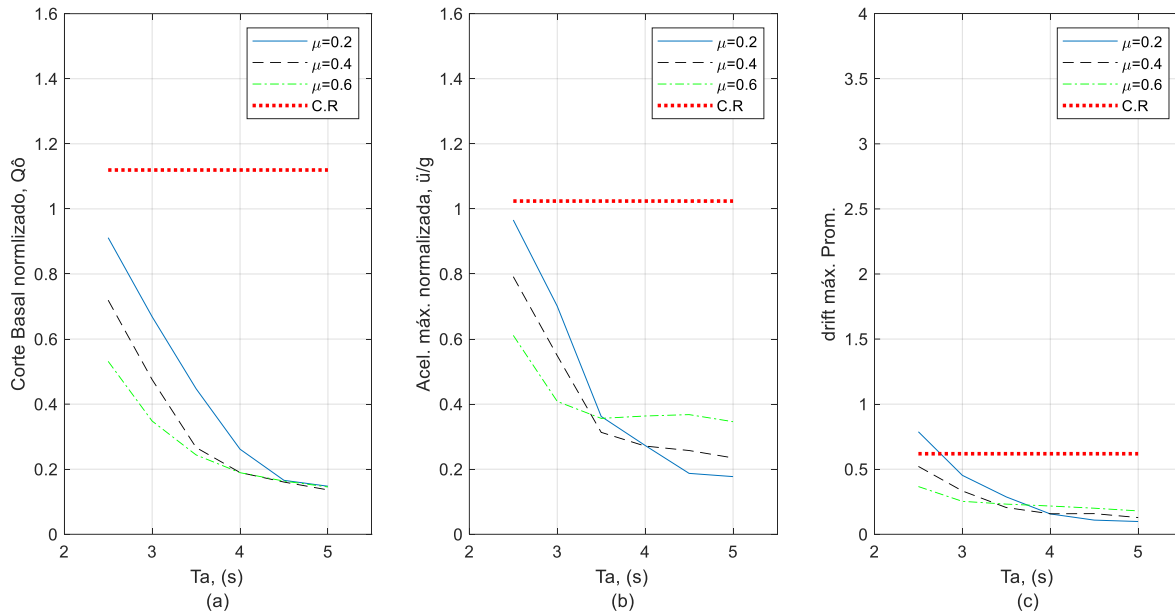 Corte Basal normlizado, Qô
1.6
1.4
1.2
1
0.8
0.6
0.4
0.2
0
2
3
4
5
μ=0.2
μ=0.4
μ=0.6
C.R
Ta, (s)
(a)
Acel. máx. normalizada, ü/g
1.6
1.4
1.2
1
0.8
0.6
0.4
0.2
0
2
3
4
5
μ=0.2
μ=0.4
μ=0.6
C.R
Ta, (s)
(b)
drift máx. Prom.
4
3.5
3
2.5
2
1.5
1
0.5
0
2
3
4
5
μ=0.2
μ=0.4
μ=0.6
C.R
Ta, (s)
(c)